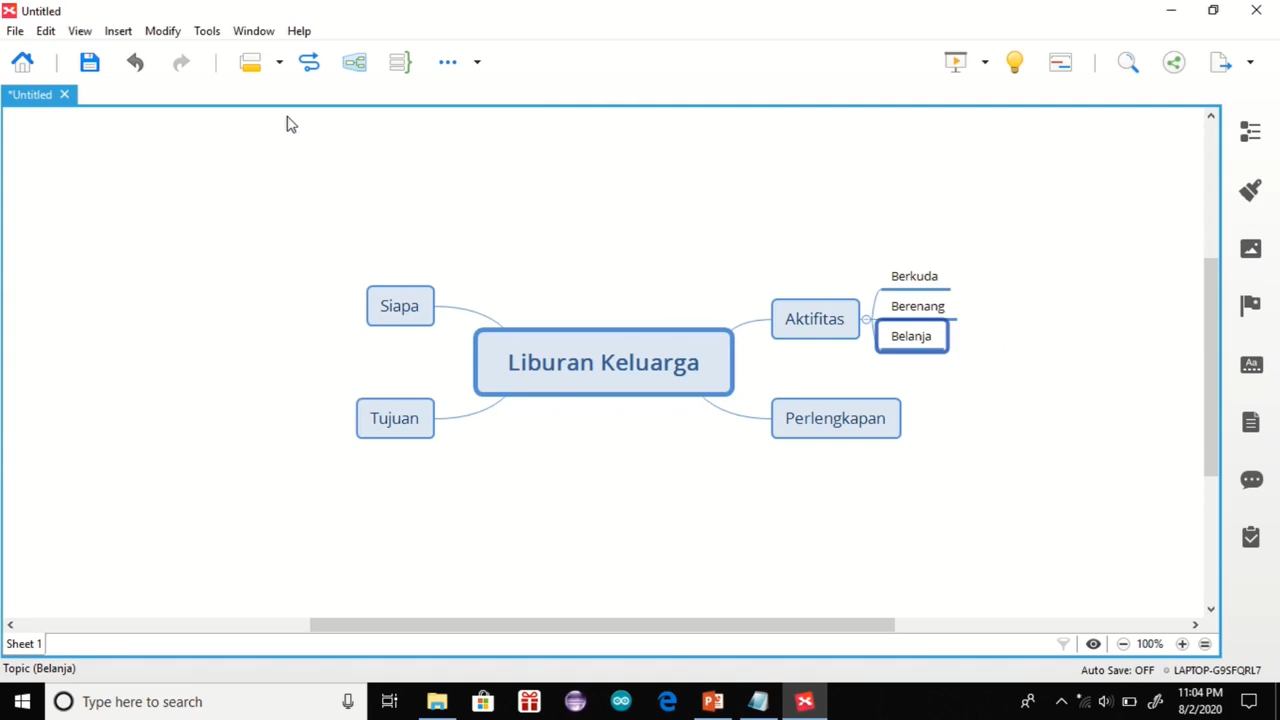 Untitled
File Edit View Insert Modify Tools Window Help
*Untitled
Berkuda
Siapa
Aktifitas
Berenang
Belanja
Liburan Keluarga
Tujuan
Perlengkapan
Aa
Sheet 1
100%
Topic (Belanja)
Auto Save: OFF
LAPTOP-G9SFQRL7
Type here to search
11:04 PM
8/2/2020